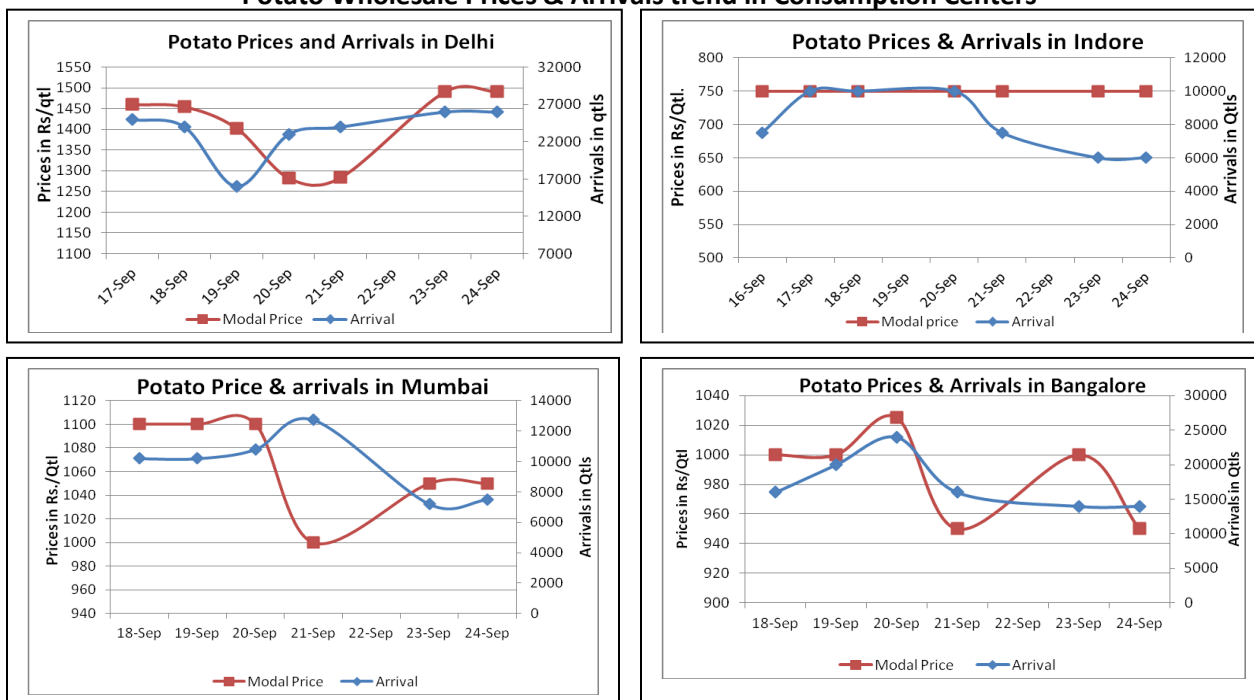 Potato Wholesale Prices & Arrivals trend in Consumption Centers
Potato Prices and Arrivals in Delhi
Prices in Rs/qtl
1550
1500
1450
1400
1350
1300
1250
1200
1150
1100
32000
27000
22000
17000
12000
7000
Arrivals in qtls
17-Sep
18-Sep
19-Sep
20-Sep
21-Sep
22-Sep
23-Sep
24-Sep
Modal Price
Arrival
Potato Prices & Arrivals in Indore
Prices in Rs/Qtl.
800
750
700
650
600
550
500
12000
10000
8000
6000
4000
2000
0
Arrivals in Qtls
16-Sep
17-Sep
18-Sep
19-Sep
20-Sep
21-Sep
22-Sep
23-Sep
24-Sep
Modal price
Arrival
Potato Price & arrivals in Mumbai
Prices in Rs./Qtl
1120
1100
1080
1060
1040
1020
1000
980
960
940
14000
12000
10000
8000
6000
4000
2000
0
Arrivals in Qtls
18-Sep
19-Sep
20-Sep
21-Sep
22-Sep
23-Sep
24-Sep
Modal Price
Arrival
Potato Prices & Arrivals in Bangalore
Prices in Rs/Qtl
1040
1020
1000
980
960
940
920
900
30000
25000
20000
15000
10000
5000
0
Arrivals in Qtls
18-Sep
19-Sep
20-Sep
21-Sep
22-Sep
23-Sep
24-Sep
Modal Price
Arrival